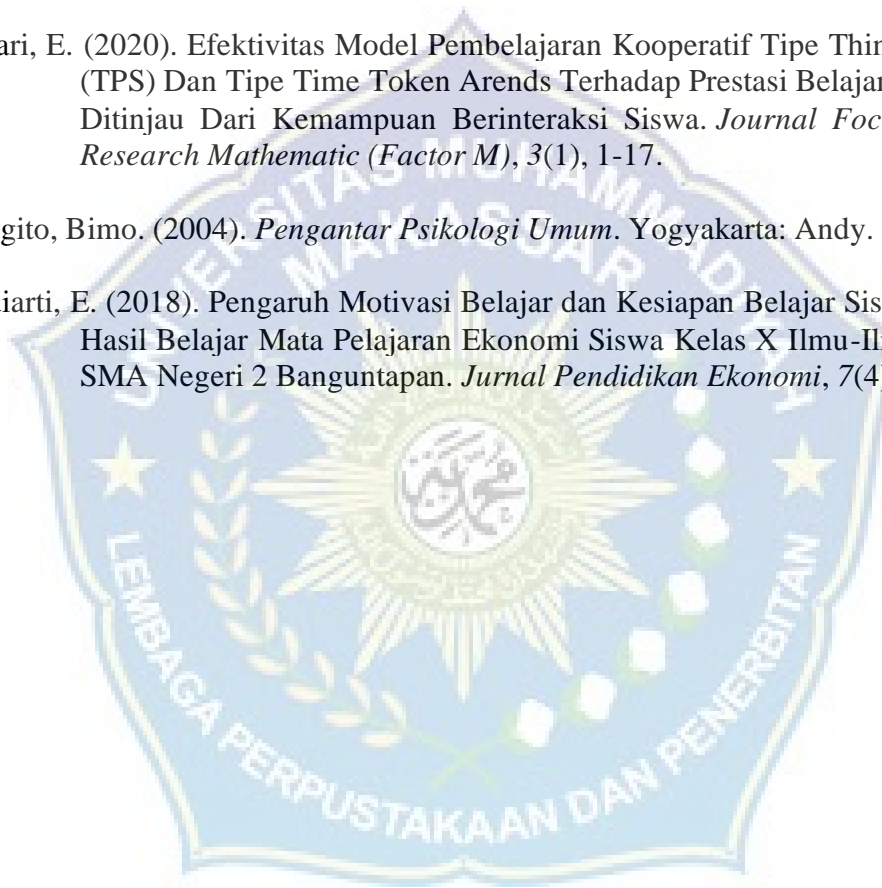 ari, E. (2020). Efektivitas Model Pembelajaran Kooperatif Tipe Thin
(TPS) Dan Tipe Time Token Arends Terhadap Prestasi Belajar
Ditinjau Dari Kemampuan Berinteraksi Siswa. Journal Foc
Research Mathematic (Factor M), 3(1), 1-17.
gito, Bimo. (2004). Pengantar Psikologi Umum. Yogyakarta: Andy.
iarti, E. (2018). Pengaruh Motivasi Belajar dan Kesiapan Belajar Sis
Hasil Belajar Mata Pelajaran Ekonomi Siswa Kelas X Ilmu-Il
SMA Negeri 2 Banguntapan. Jurnal Pendidikan Ekonomi, 7(4)
UNIVERSITAS MUHAMMADIYAH
MAKASSAR
محمد
LEMBAGA PERPUSTAKAAN DAN PENERBITAN